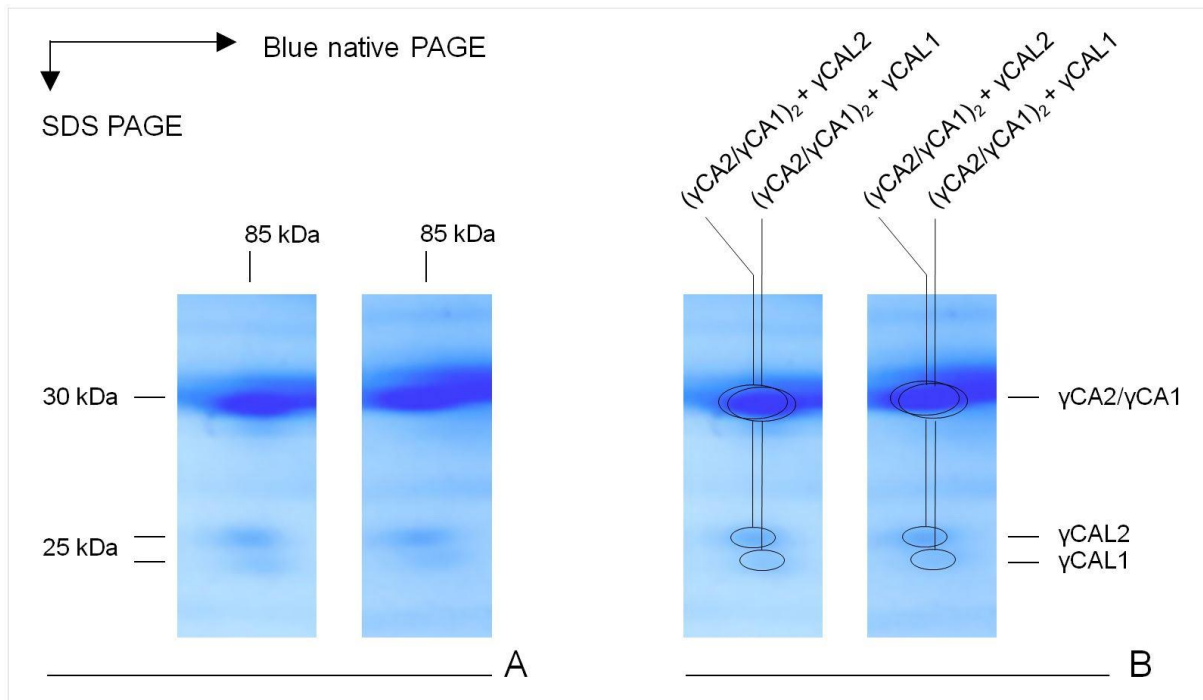 Blue native PAGE
SDS PAGE
85 kDa
85 kDa
30 kDa
25 kDa
A
(γCA2/γCA1)₂ + γCAL2
(γCA2/γCA1)₂ + γCAL1
(γCA2/γCA1)₂ + γCAL2
(γCA2/γCA1)₂ + γCAL1
γCA2/γCA1
γCAL2
γCAL1
B